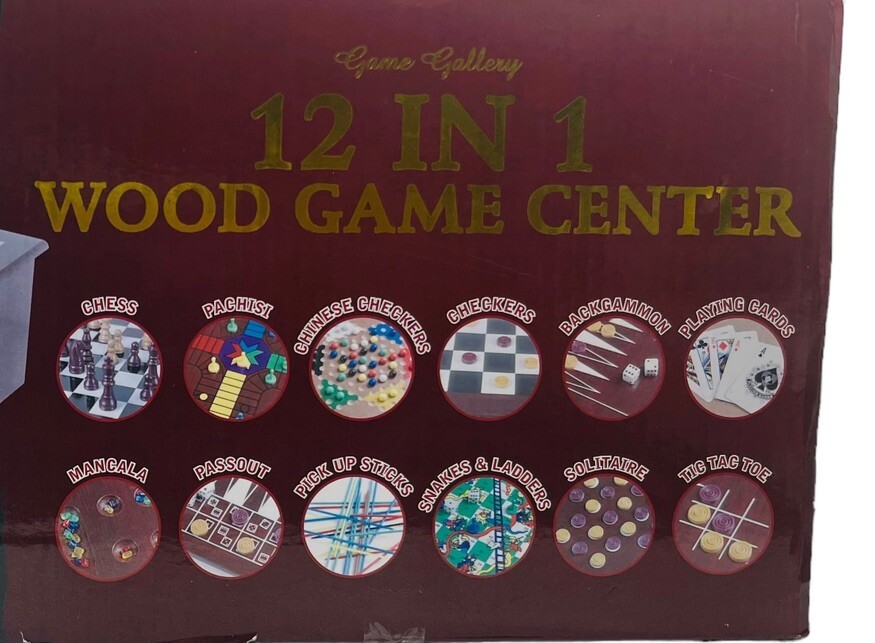 Game Gallery
12 IN 1
WOOD GAME CENTER
CHESS
PACHISI
CHINESE CHECKERS
CHECKERS
BACKGAMMON
PLAYING CARDS
MANCALA
PASSOUT
PICK UP STICKS
SNAKES & LADDERS
SOLITAIRE
TIC TAC TOE